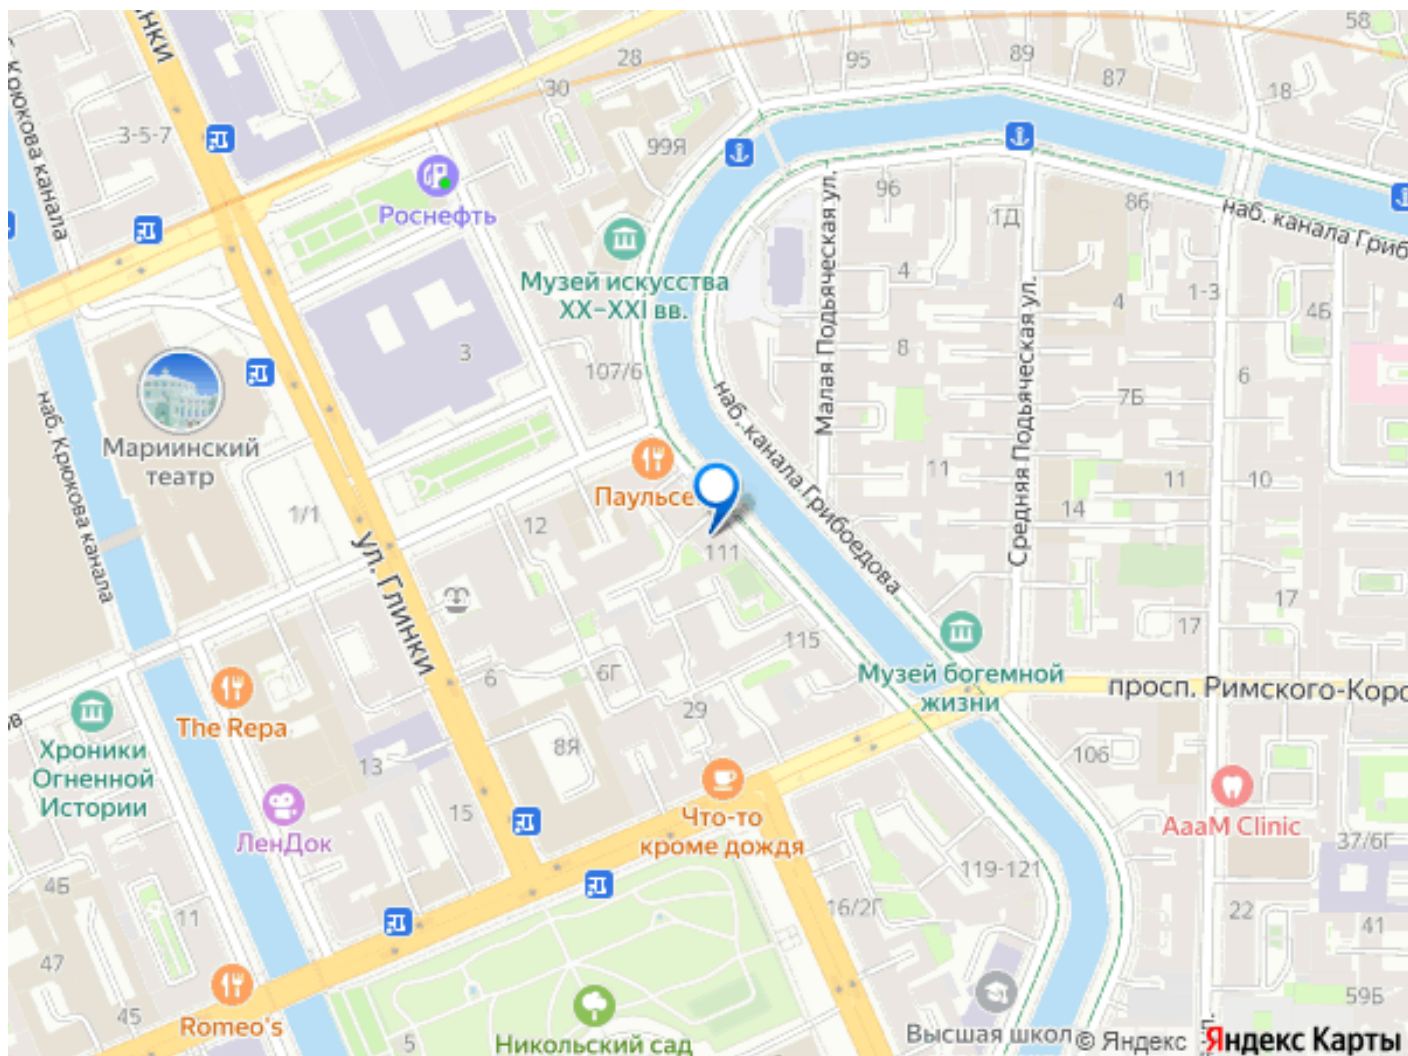 58
89
28
95
87
НКИ
30
18
3-5-7
Крюкова канала
99Я
96
86
наб. канала Гриб
Роснефть
1Д
Малая Подьяческая ул.
Музей искусства
XX–XXI вв.
4
4
1-3
4Б
Средняя Подьяческая ул.
3
8
107/6
6
7Б
наб. Крюкова канала
Мариинский
театр
наб. канала Грибоедова
11
11
10
Паульсе
1/1
12
14
111
ул. Глинки
17
17
115
6
6Г
Музей богемной
жизни
просп. Римского-Корс
29
The Repa
Хроники
Огненной
Истории
13
8Я
106
15
ЛенДок
Что-то
кроме дождя
AaaM Clinic
37/6Г
119-121
4Б
11
16/2Г
22
41
47
59Б
45
Romeo's
5
Никольский сад
Высшая школ
© Яндекс
Яндекс Карты